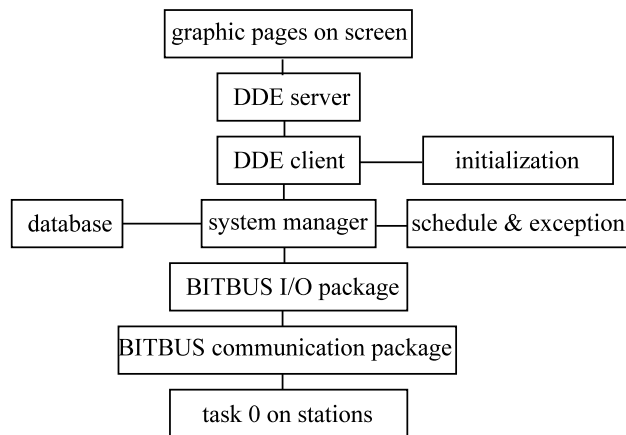 graphic pages on screen
DDE server
DDE client
initialization
database
system manager
schedule & exception
BITBUS I/O package
BITBUS communication package
task 0 on stations